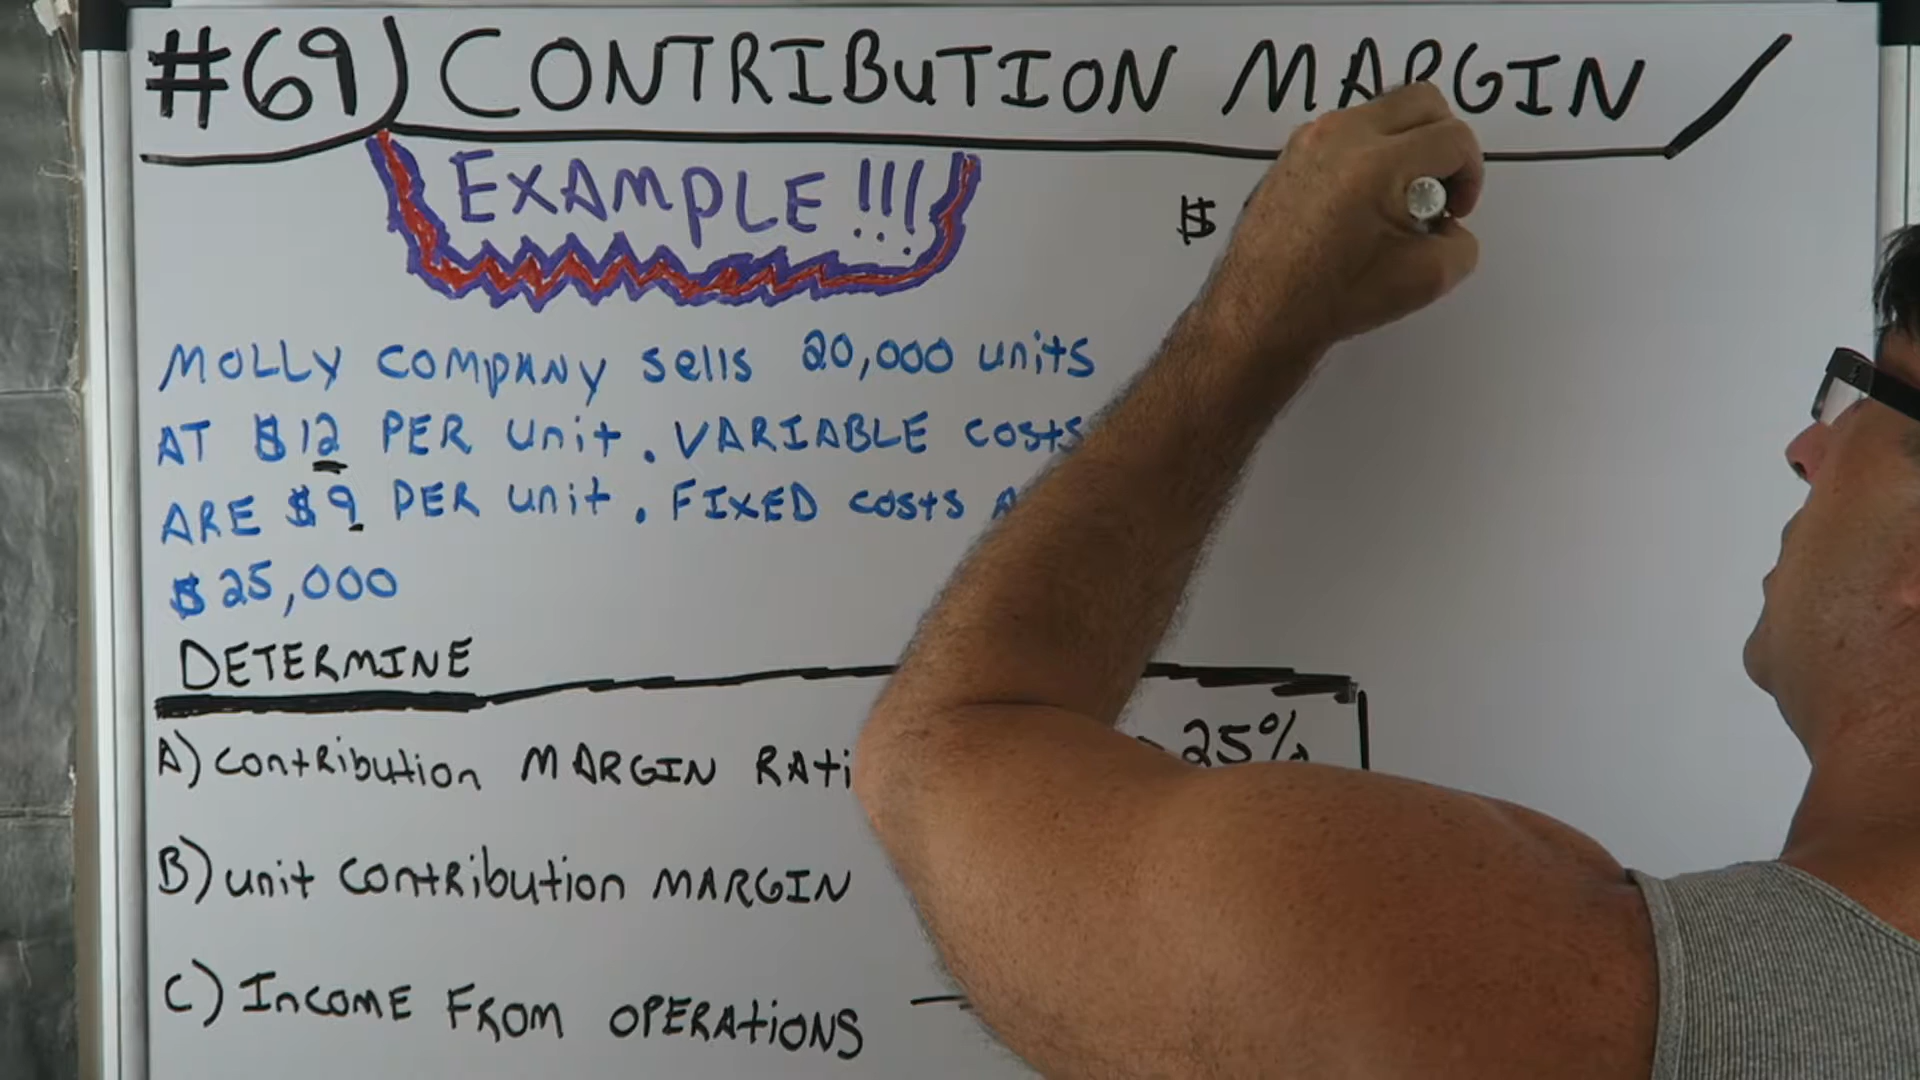 #69) CONTRIBUTION MARGIN
EXAMPLE!!!
$
MOLLY COMPANY sells 20,000 units
AT $12 PER unit. VARIABLE costs
ARE $9 PER unit. FIXED costs
$25,000
DETERMINE
A) contribution MARGIN RATi
25%
B) unit contribution MARGIN
C) INCOME FROM OPERATIONS